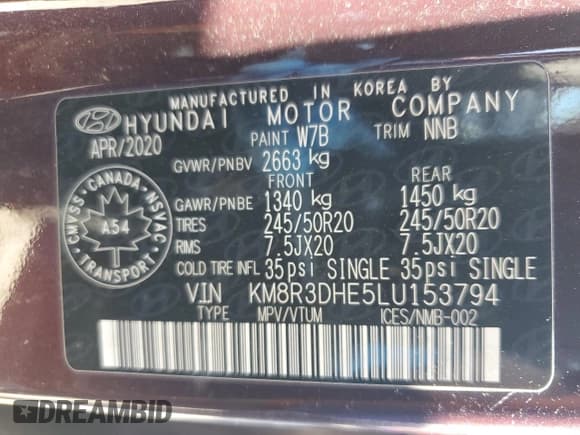 MANUFACTURED IN KOREA BY
HYUNDAI MOTOR COMPANY
APR/2020 PAINT W7B TRIM NNB
GVWR/PNBV 2663 kg
FRONT REAR
GAWR/PNBE 1340 kg 1450 kg
TIRES 245/50R20 245/50R20
RIMS 7.5JX20 7.5JX20
COLD TIRE INFL 35psi SINGLE 35psi SINGLE
CANADA
CMVSS NSVAC
A54
TRANSPORT
VIN KM8R3DHE5LU153794
TYPE MPV/VTUM ICES/NMB-002
DREAMBID